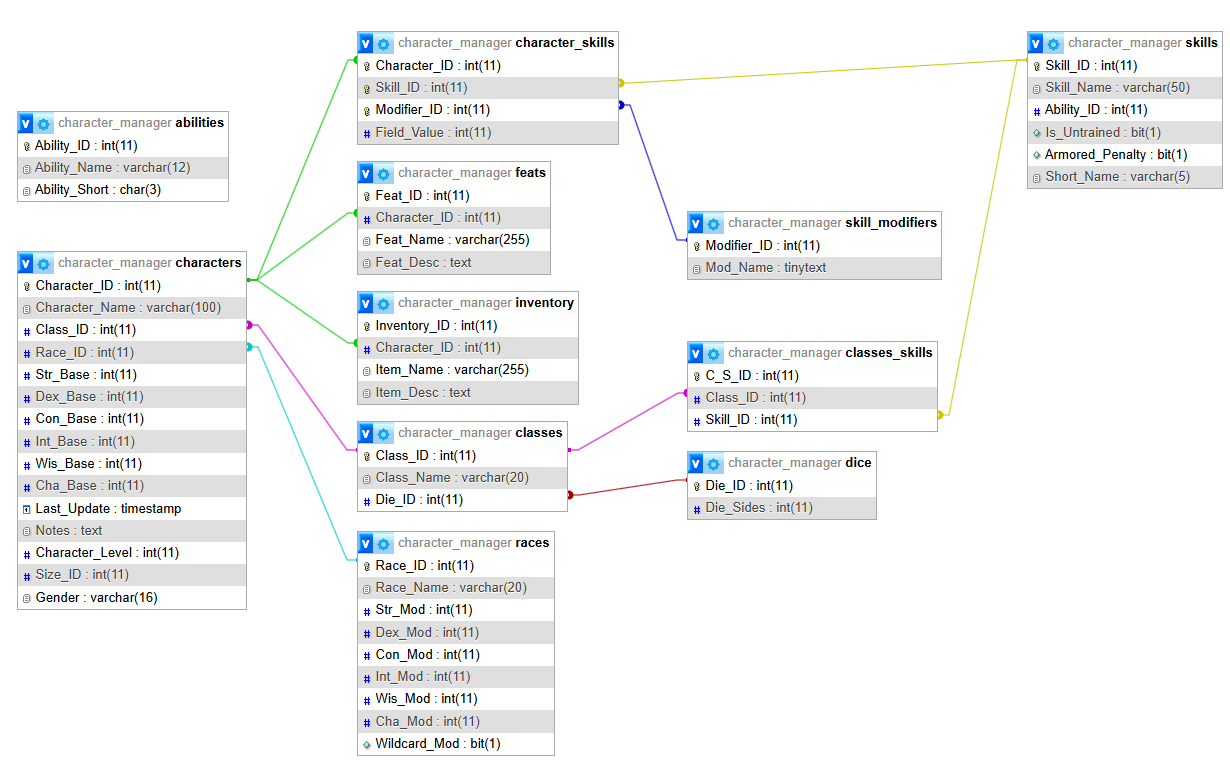 character_manager abilities
Ability_ID : int(11)
Ability_Name : varchar(12)
Ability_Short : char(3)
character_manager characters
Character_ID : int(11)
Character_Name : varchar(100)
# Class_ID : int(11)
# Race_ID : int(11)
# Str_Base : int(11)
# Dex_Base : int(11)
# Con_Base : int(11)
# Int_Base : int(11)
# Wis_Base : int(11)
# Cha_Base : int(11)
Last_Update : timestamp
Notes : text
# Character_Level : int(11)
# Size_ID : int(11)
Gender : varchar(16)
v character_manager character_skills
Character_ID : int(11)
Skill_ID : int(11)
Modifier_ID : int(11)
# Field_Value : int(11)
v character_manager feats
Feat_ID : int(11)
# Character_ID : int(11)
Feat_Name : varchar(255)
Feat_Desc : text
v character_manager inventory
Inventory_ID : int(11)
# Character_ID : int(11)
Item_Name : varchar(255)
Item_Desc : text
v character_manager classes
Class_ID : int(11)
Class_Name : varchar(20)
# Die_ID : int(11)
v character_manager races
Race_ID : int(11)
Race_Name : varchar(20)
# Str_Mod : int(11)
# Dex_Mod : int(11)
# Con_Mod : int(11)
# Int_Mod : int(11)
# Wis_Mod : int(11)
# Cha_Mod : int(11)
Wildcard_Mod : bit(1)
v character_manager skill_modifiers
Modifier_ID : int(11)
Mod_Name : tinytext
v character_manager classes_skills
C_S_ID : int(11)
# Class_ID : int(11)
# Skill_ID : int(11)
v character_manager dice
Die_ID : int(11)
# Die_Sides : int(11)
v character_manager skills
Skill_ID : int(11)
Skill_Name : varchar(50)
# Ability_ID : int(11)
Is_Untrained : bit(1)
Armored_Penalty : bit(1)
Short_Name : varchar(5)